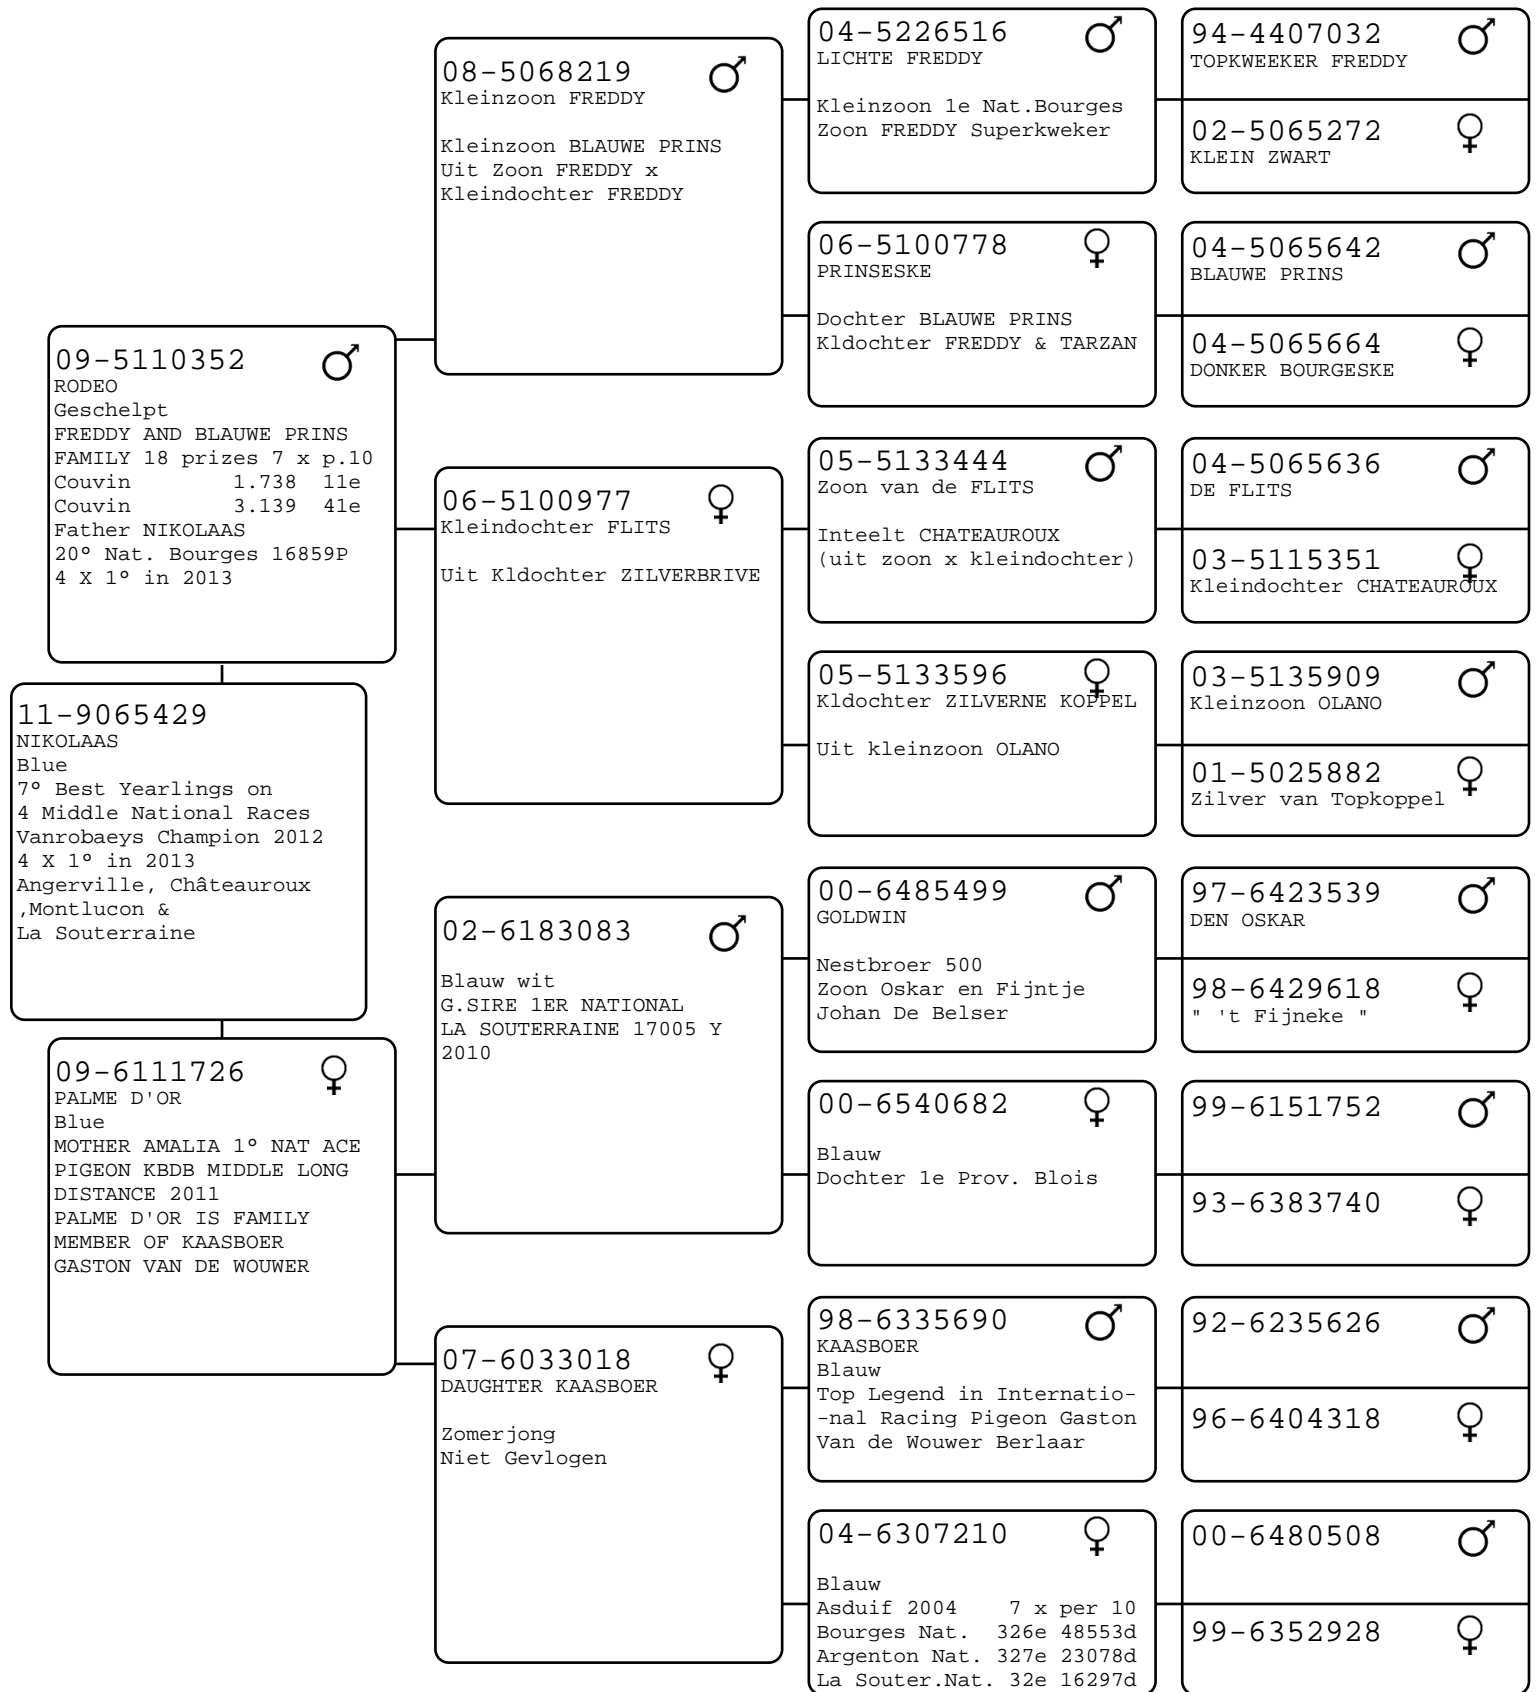 09-5110352
RODEO
Geschelpt
FREDDY AND BLAUWE PRINS
FAMILY 18 prizes 7 x p.10
Couvin 1.738 11e
Couvin 3.139 41e
Father NIKOLAAS
20° Nat. Bourges 16859P
4 X 1° in 2013
11-9065429
NIKOLAAS
Blue
7° Best Yearlings on
4 Middle National Races
Vanrobaeys Champion 2012
4 X 1° in 2013
Angerville, Châteauroux
,Montlucon &
La Souterraine
09-6111726
PALME D'OR
Blue
MOTHER AMALIA 1° NAT ACE
PIGEON KBDB MIDDLE LONG
DISTANCE 2011
PALME D'OR IS FAMILY
MEMBER OF KAASBOER
GASTON VAN DE WOUWER
08-5068219
Kleinzoon FREDDY
Kleinzoon BLAUWE PRINS
Uit Zoon FREDDY x
Kleindochter FREDDY
06-5100977
Kleindochter FLITS
Uit Kldochter ZILVERBRIVE
02-6183083
Blauw wit
G.SIRE 1ER NATIONAL
LA SOUTERRAINE 17005 Y
2010
07-6033018
DAUGHTER KAASBOER
Zomerjong
Niet Gevlogen
04-5226516
LICHTE FREDDY
Kleinzoon 1e Nat.Bourges
Zoon FREDDY Superkweker
06-5100778
PRINSESKE
Dochter BLAUWE PRINS
Kldochter FREDDY & TARZAN
05-5133444
Zoon van de FLITS
Inteelt CHATEAUROUX
(uit zoon x kleindochter)
05-5133596
Kldochter ZILVERNE KOPPEL
Uit kleinzoon OLANO
00-6485499
GOLDWIN
Nestbroer 500
Zoon Oskar en Fijntje
Johan De Belser
00-6540682
Blauw
Dochter 1e Prov. Blois
98-6335690
KAASBOER
Blauw
Top Legend in Internatio-
-nal Racing Pigeon Gaston
Van de Wouwer Berlaar
04-6307210
Blauw
Asduif 2004 7 x per 10
Bourges Nat. 326e 48553d
Argenton Nat. 327e 23078d
La Souter.Nat. 32e 16297d
94-4407032
TOPKWEEKER FREDDY
02-5065272
KLEIN ZWART
04-5065642
BLAUWE PRINS
04-5065664
DONKER BOURGESKE
04-5065636
DE FLITS
03-5115351
Kleindochter CHATEAUROUX
03-5135909
Kleinzoon OLANO
01-5025882
Zilver van Topkoppel
97-6423539
DEN OSKAR
98-6429618
" 't Fijneke "
99-6151752
93-6383740
92-6235626
96-6404318
00-6480508
99-6352928